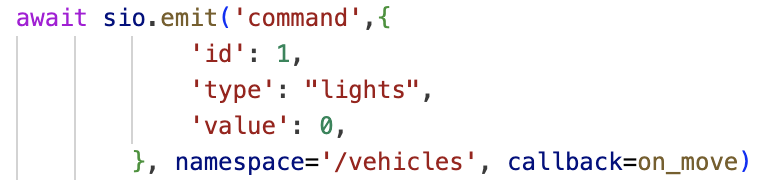 await sio.emit('command',{
'id': 1,
'type': "lights",
'value': 0,
}, namespace='/vehicles', callback=on_move)